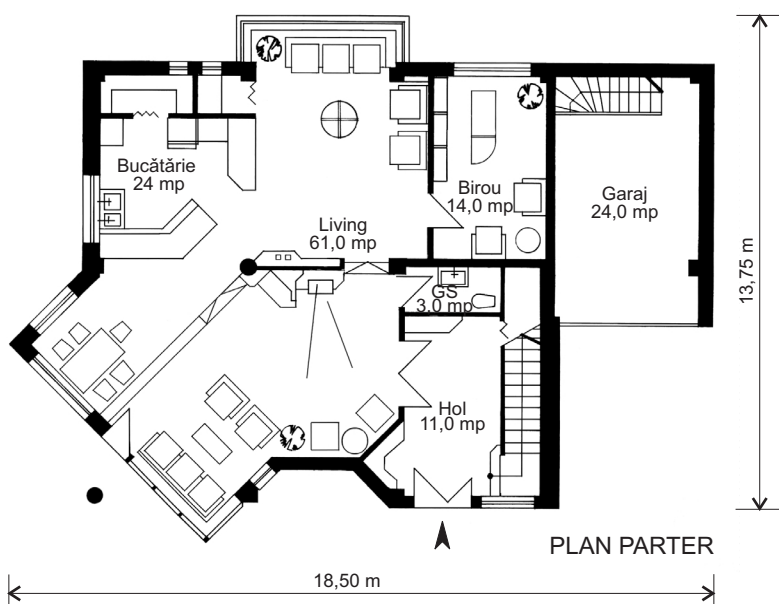 Bucătărie
24 mp
Living
61,0 mp
Birou
14,0 mp
Garaj
24,0 mp
GS
3,0 mp
Hol
11,0 mp
13,75 m
PLAN PARTER
18,50 m